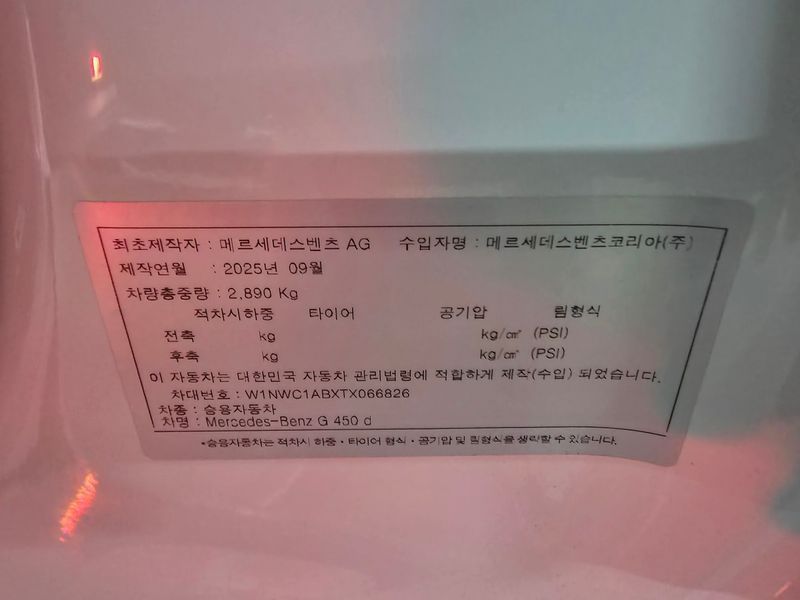 최초제작자 : 메르세데스벤츠 AG 수입자명 : 메르세데스벤츠코리아(주)
제작연월 : 2025년 09월
차량총중량 : 2,890 Kg
적차시하중 타이어 공기압 림형식
전축 kg kg/㎠ (PSI)
후축 kg kg/㎠ (PSI)
이 자동차는 대한민국 자동차 관리법령에 적합하게 제작(수입) 되었습니다.
차대번호 : W1NWC1ABXTX066826
차종 : 승용자동차
차명 : Mercedes-Benz G 450 d
*승용자동차는 적차시 하중·타이어 형식·공기압 및 림형식을 생략할 수 있습니다.